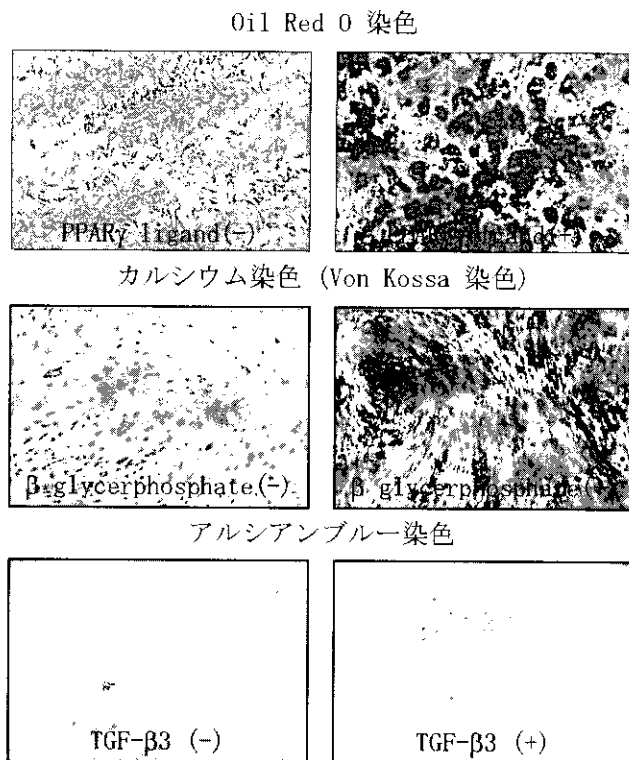 Oil Red O 染色
PPARγ ligand(-)
カルシウム染色 (Von Kossa 染色)
β glycerphosphate(-)
β glycerphosphate
アルシアンブルー染色
TGF-β3 (-)
TGF-β3 (+)